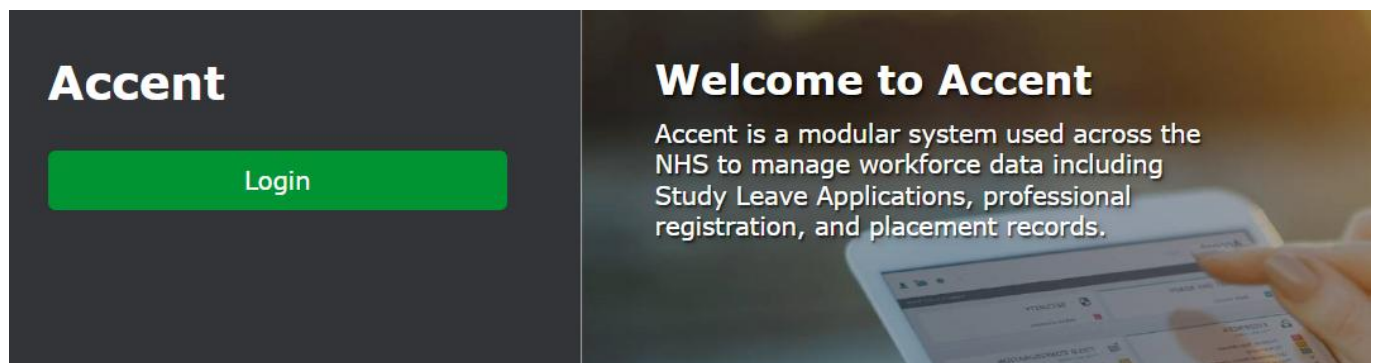 Accent
Login
Welcome to Accent
Accent is a modular system used across the
NHS to manage workforce data including
Study Leave Applications, professional
registration, and placement records.